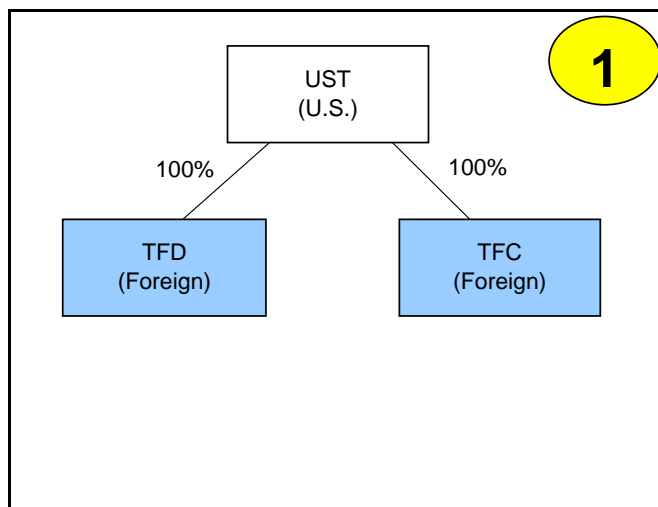 1
UST
(U.S.)
100%
100%
TFD
(Foreign)
TFC
(Foreign)